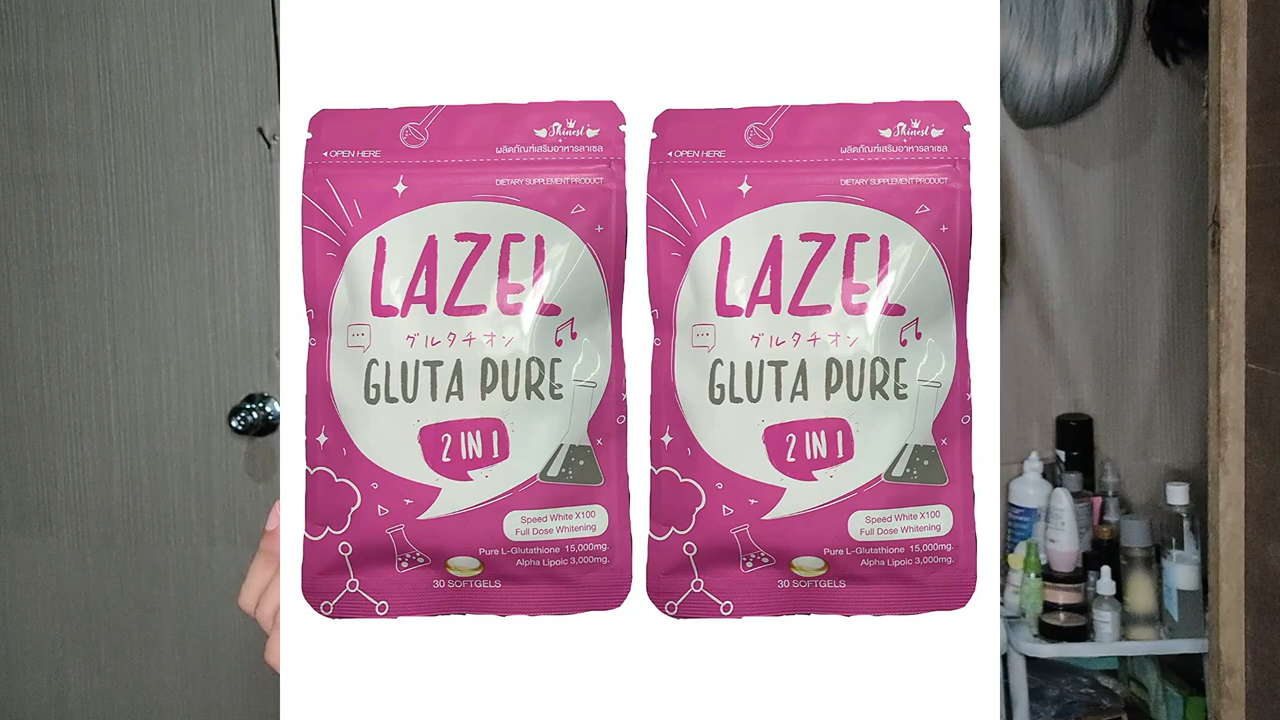 Skinest
◄ OPEN HERE
ผลิตภัณฑ์เสริมอาหารลาเซล
DIETARY SUPPLEMENT PRODUCT
LAZEL
グルタチオン
GLUTA PURE
2 IN 1
Speed White X100
Full Dose Whitening
Pure L-Glutathione 15,000mg.
Alpha Lipoic 3,000mg.
30 SOFTGELS
Skinest
◄ OPEN HERE
ผลิตภัณฑ์เสริมอาหารลาเซล
DIETARY SUPPLEMENT PRODUCT
LAZEL
グルタチオン
GLUTA PURE
2 IN 1
Speed White X100
Full Dose Whitening
Pure L-Glutathione 15,000mg.
Alpha Lipoic 3,000mg.
30 SOFTGELS